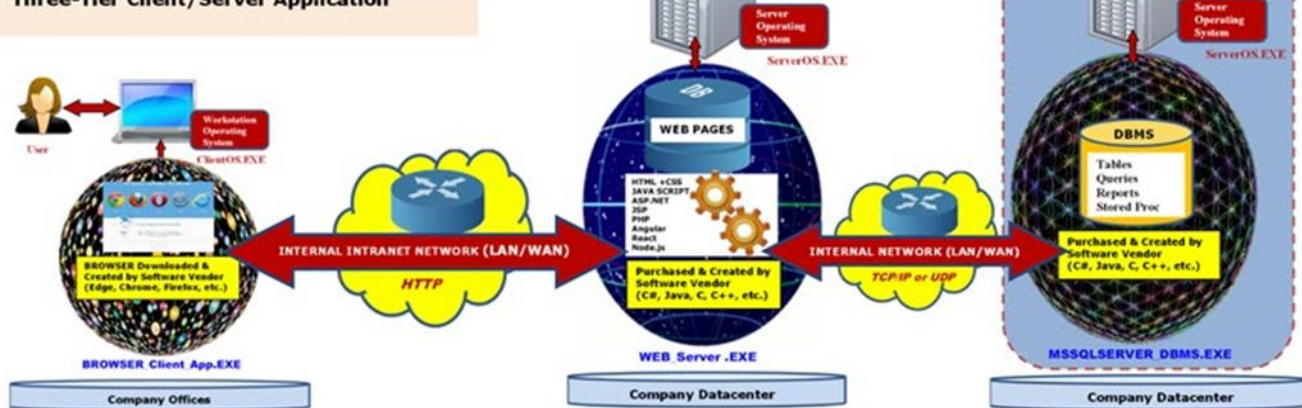 Three-Tier Client/Server Application
User
Workstation
Operating
System
ClientOS.EXE
BROWSER Downloaded &
Created by Software Vendor
(Edge, Chrome, Firefox, etc.)
BROWSER Client App.EXE
Company Offices
INTERNAL INTRANET NETWORK (LAN/WAN)
HTTP
Server
Operating
System
ServerOS.EXE
DB
WEB PAGES
HTML +CSS
JAVA SCRIPT
ASP.NET
JSP
PHP
Angular
React
Node.js
Purchased & Created by
Software Vendor
(C#, Java, C, C++, etc.)
WEB_Server .EXE
Company Datacenter
INTERNAL NETWORK (LAN/WAN)
TCP/IP or UDP
Server
Operating
System
ServerOS.EXE
DBMS
Tables
Queries
Reports
Stored Proc
Purchased & Created by
Software Vendor
(C#, Java, C, C++, etc.)
MSSQLSERVER_DBMS.EXE
Company Datacenter